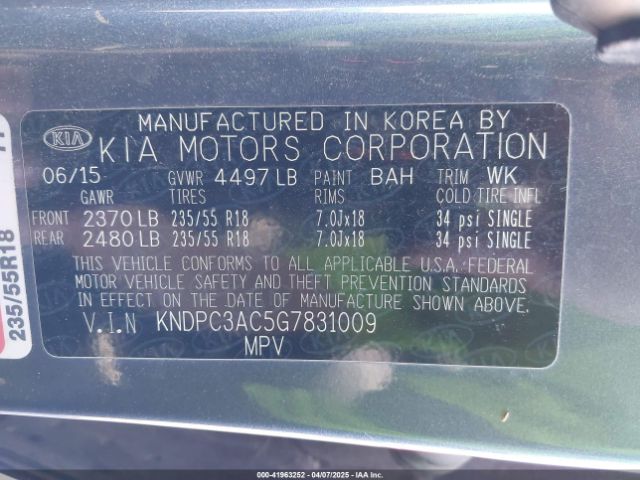 MANUFACTURED IN KOREA BY
KIA KIA MOTORS CORPORATION
06/15 GVWR 4497 LB PAINT BAH TRIM WK
GAWR TIRES RIMS COLD TIRE INFL
FRONT 2370 LB 235/55 R18 7.0Jx18 34 psi SINGLE
REAR 2480 LB 235/55 R18 7.0Jx18 34 psi SINGLE
THIS VEHICLE CONFORMS TO ALL APPLICABLE U.S.A. FEDERAL
MOTOR VEHICLE SAFETY AND THEFT PREVENTION STANDARDS
IN EFFECT ON THE DATE OF MANUFACTURE SHOWN ABOVE.
V.I.N KNDPC3AC5G7831009
MPV
235/55R18
000-41963252 04/07/2025 IAAI.COM